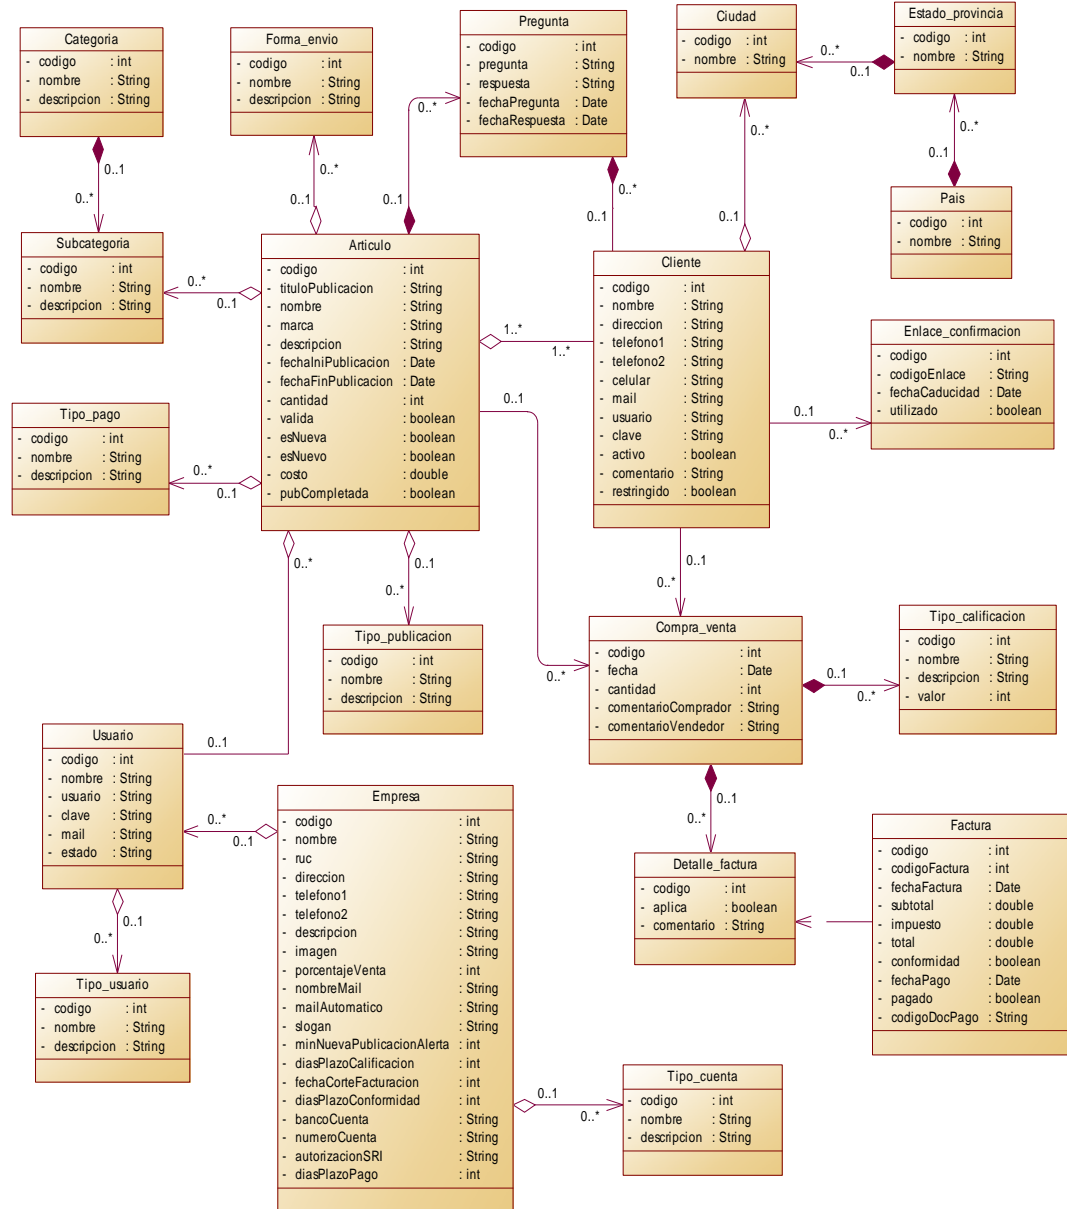 Categoria
- codigo : int
- nombre : String
- descripcion : String
0..1
0..*
Forma_envio
- codigo : int
- nombre : String
- descripcion : String
0..*
0..1
Pregunta
- codigo : int
- pregunta : String
- respuesta : String
- fechaPregunta : Date
- fechaRespuesta : Date
0..*
0..1
0..*
0..1
Ciudad
- codigo : int
- nombre : String
0..*
0..1
0..*
0..1
Estado_provincia
- codigo : int
- nombre : String
0..*
0..1
Pais
- codigo : int
- nombre : String
Subcategoria
- codigo : int
- nombre : String
- descripcion : String
0..*
0..1
Articulo
- codigo : int
- tituloPublicacion : String
- nombre : String
- marca : String
- descripcion : String
- fechaIniPublicacion : Date
- fechaFinPublicacion : Date
- cantidad : int
- valida : boolean
- esNueva : boolean
- esNuevo : boolean
- costo : double
- pubCompletada : boolean
1..*
1..*
0..1
0..*
Cliente
- codigo : int
- nombre : String
- direccion : String
- telefono1 : String
- telefono2 : String
- celular : String
- mail : String
- usuario : String
- clave : String
- activo : boolean
- comentario : String
- restringido : boolean
0..1
0..*
0..1
0..*
Enlace_confirmacion
- codigo : int
- codigoEnlace : String
- fechaCaducidad : Date
- utilizado : boolean
Tipo_pago
- codigo : int
- nombre : String
- descripcion : String
0..*
0..1
0..*
0..1
0..1
0..*
Tipo_publicacion
- codigo : int
- nombre : String
- descripcion : String
Compra_venta
- codigo : int
- fecha : Date
- cantidad : int
- comentarioComprador : String
- comentarioVendedor : String
0..1
0..*
0..1
0..*
Tipo_calificacion
- codigo : int
- nombre : String
- descripcion : String
- valor : int
Usuario
- codigo : int
- nombre : String
- usuario : String
- clave : String
- mail : String
- estado : String
0..*
0..1
0..1
0..*
Empresa
- codigo : int
- nombre : String
- ruc : String
- direccion : String
- telefono1 : String
- telefono2 : String
- descripcion : String
- imagen : String
- porcentajeVenta : int
- nombreMail : String
- mailAutomatico : String
- slogan : String
- minNuevaPublicacionAlerta : int
- diasPlazoCalificacion : int
- fechaCorteFacturacion : int
- diasPlazoConformidad : int
- bancoCuenta : String
- numeroCuenta : String
- autorizacionSRI : String
- diasPlazoPago : int
0..1
0..*
Detalle_factura
- codigo : int
- aplica : boolean
- comentario : String
Factura
- codigo : int
- codigoFactura : int
- fechaFactura : Date
- subtotal : double
- impuesto : double
- total : double
- conformidad : boolean
- fechaPago : Date
- pagado : boolean
- codigoDocPago : String
Tipo_usuario
- codigo : int
- nombre : String
- descripcion : String
Tipo_cuenta
- codigo : int
- nombre : String
- descripcion : String